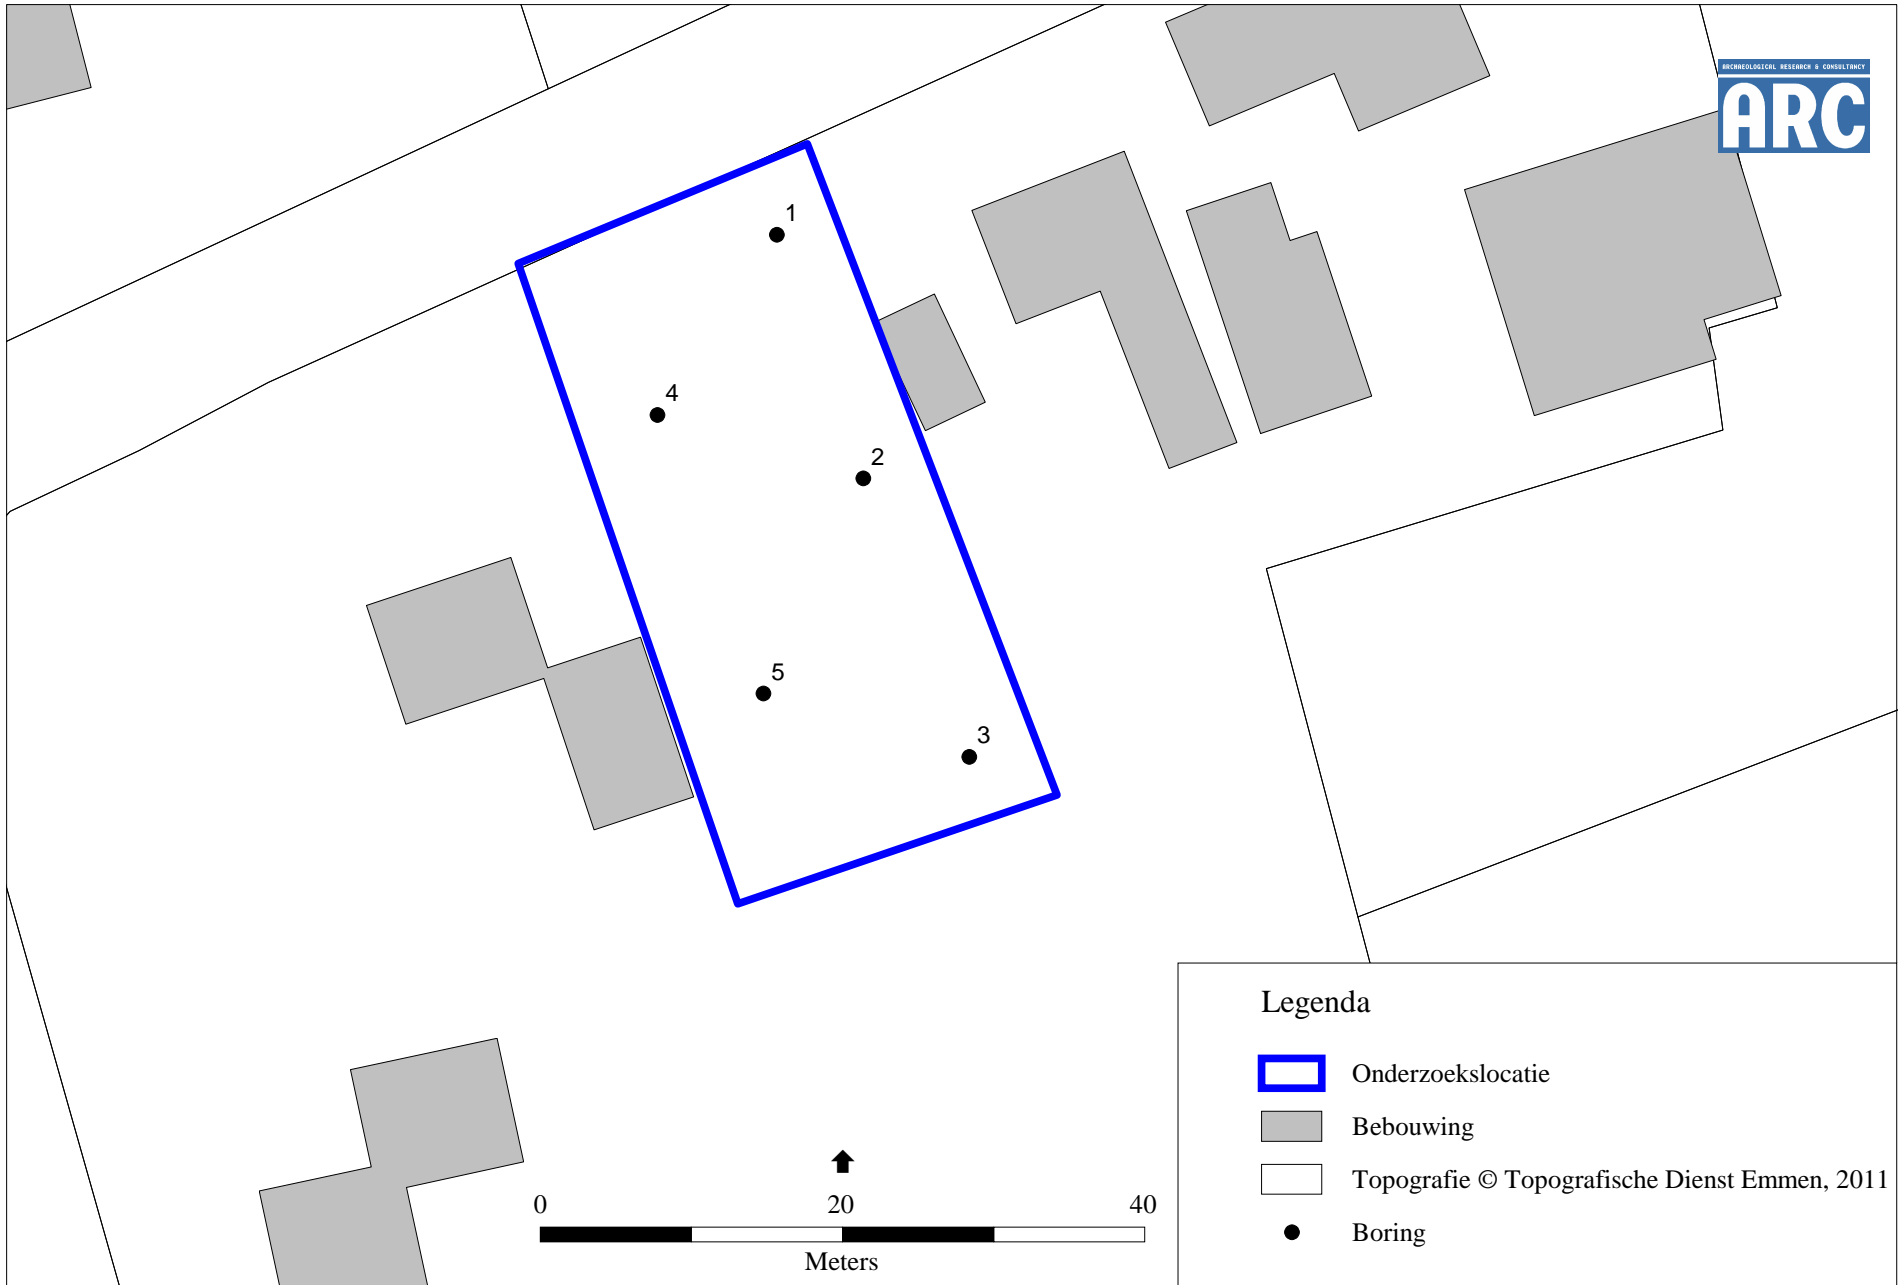 ARCHAEOLOGICAL RESEARCH & CONSULTANCY
ARC
1
4
2
5
3
Legenda
Onderzoekslocatie
Bebouwing
Topografie © Topografische Dienst Emmen, 2011
Boring
0 20 40
Meters